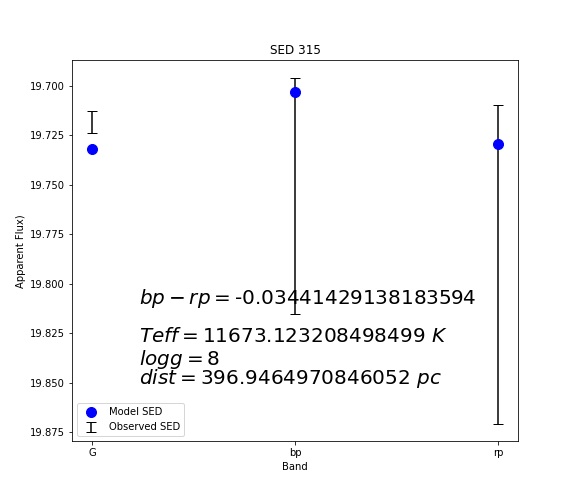 SED 315
19.700
19.725
19.750
19.775
19.800
19.825
19.850
19.875
Apparent Flux)
bp − rp = -0.03441429138183594
Teff = 11673.123208498499 K
logg = 8
dist = 396.9464970846052 pc
Model SED
Observed SED
G bp rp
Band